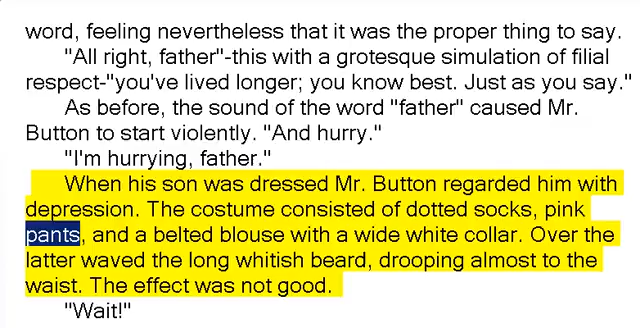 word, feeling nevertheless that it was the proper thing to say.
"All right, father"-this with a grotesque simulation of filial
respect-"you've lived longer; you know best. Just as you say."
As before, the sound of the word "father" caused Mr.
Button to start violently. "And hurry."
"I'm hurrying, father."
When his son was dressed Mr. Button regarded him with
depression. The costume consisted of dotted socks, pink
pants, and a belted blouse with a wide white collar. Over the
latter waved the long whitish beard, drooping almost to the
waist. The effect was not good.
"Wait!"